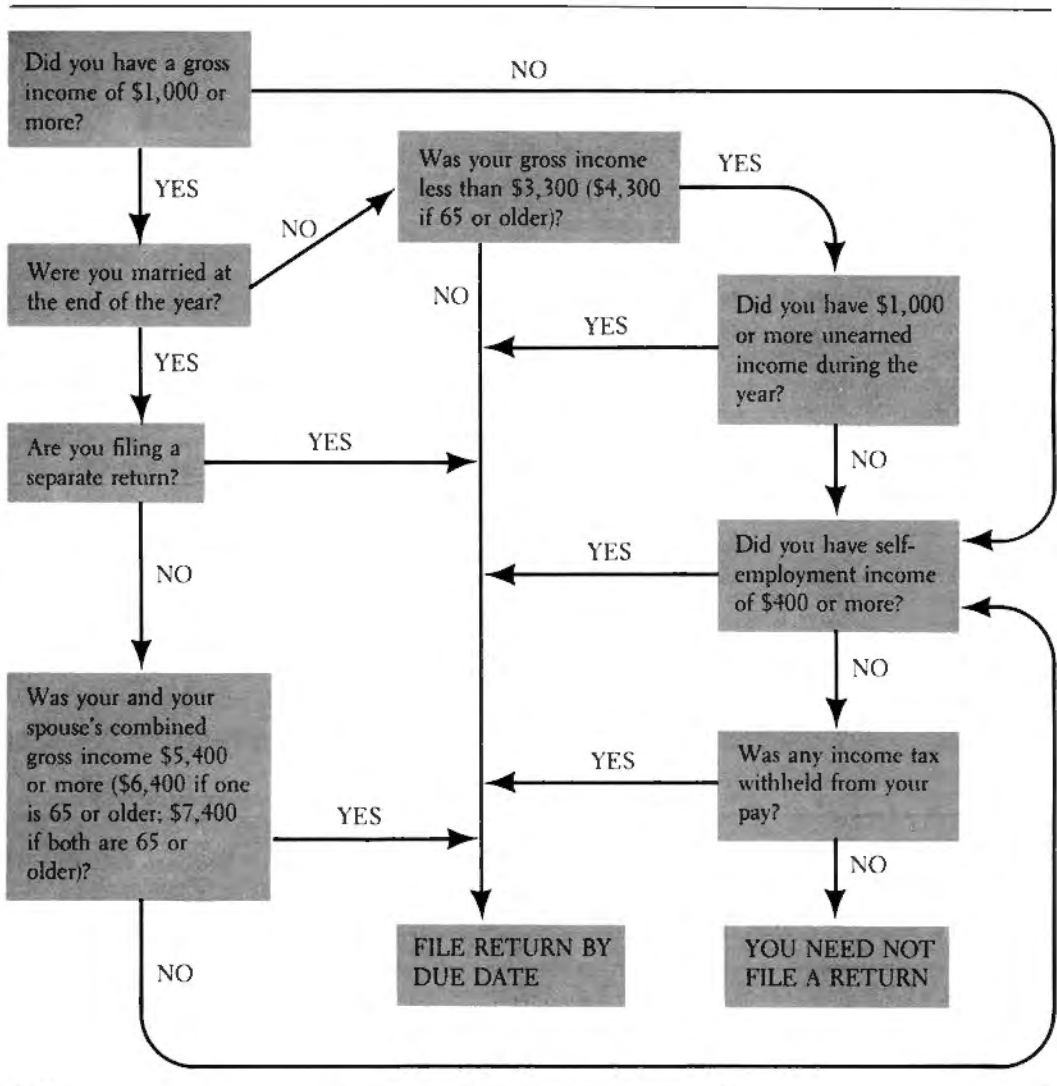 Did you have a gross
income of $1,000 or
more?
NO
YES
Was your gross income
less than $3,300 ($4,300
if 65 or older)?
YES
NO
Were you married at
the end of the year?
NO
Did you have $1,000
or more unearned
income during the
year?
YES
YES
Are you filing a
separate return?
YES
NO
Did you have self-
employment income
of $400 or more?
YES
NO
NO
Was your and your
spouse's combined
gross income $5,400
or more ($6,400 if one
is 65 or older; $7,400
if both are 65 or
older)?
YES
Was any income tax
withheld from your
pay?
YES
NO
NO
FILE RETURN BY
DUE DATE
YOU NEED NOT
FILE A RETURN